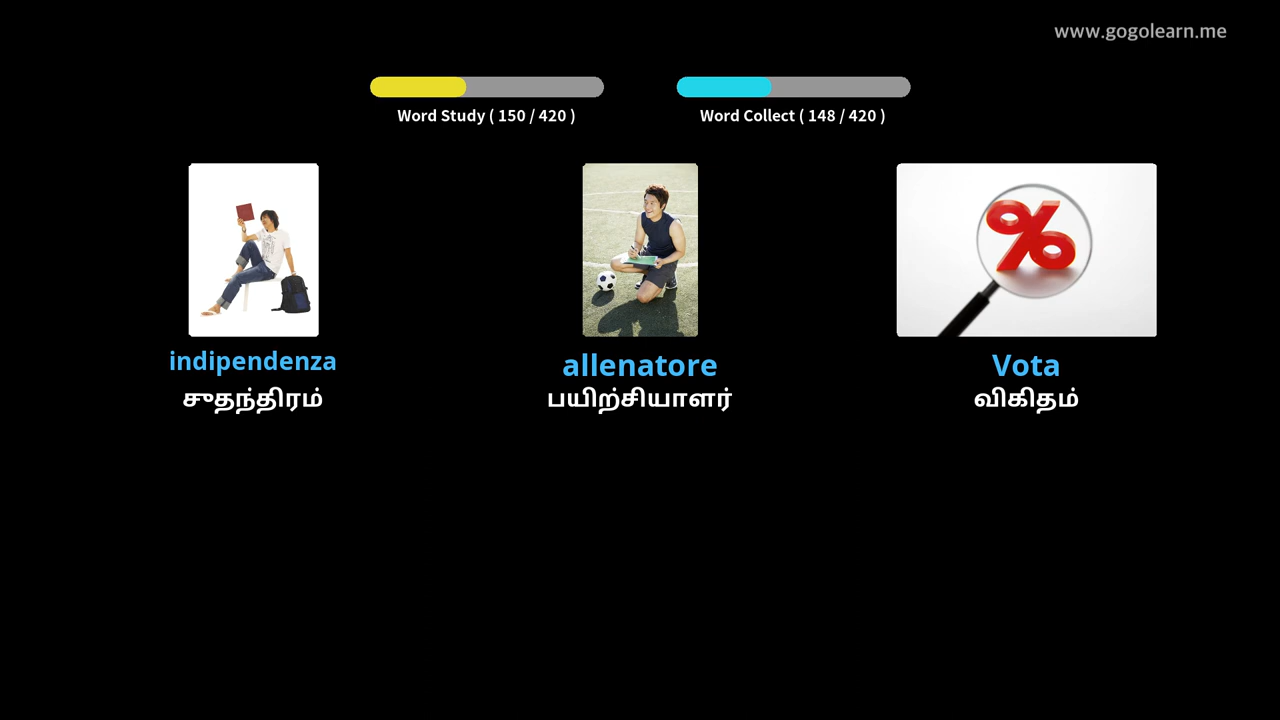 www.gogolearn.me
Word Study ( 150 / 420 )
Word Collect ( 148 / 420 )
indipendenza
சுதந்திரம்
allenatore
பயிற்சியாளர்
Vota
விகிதம்